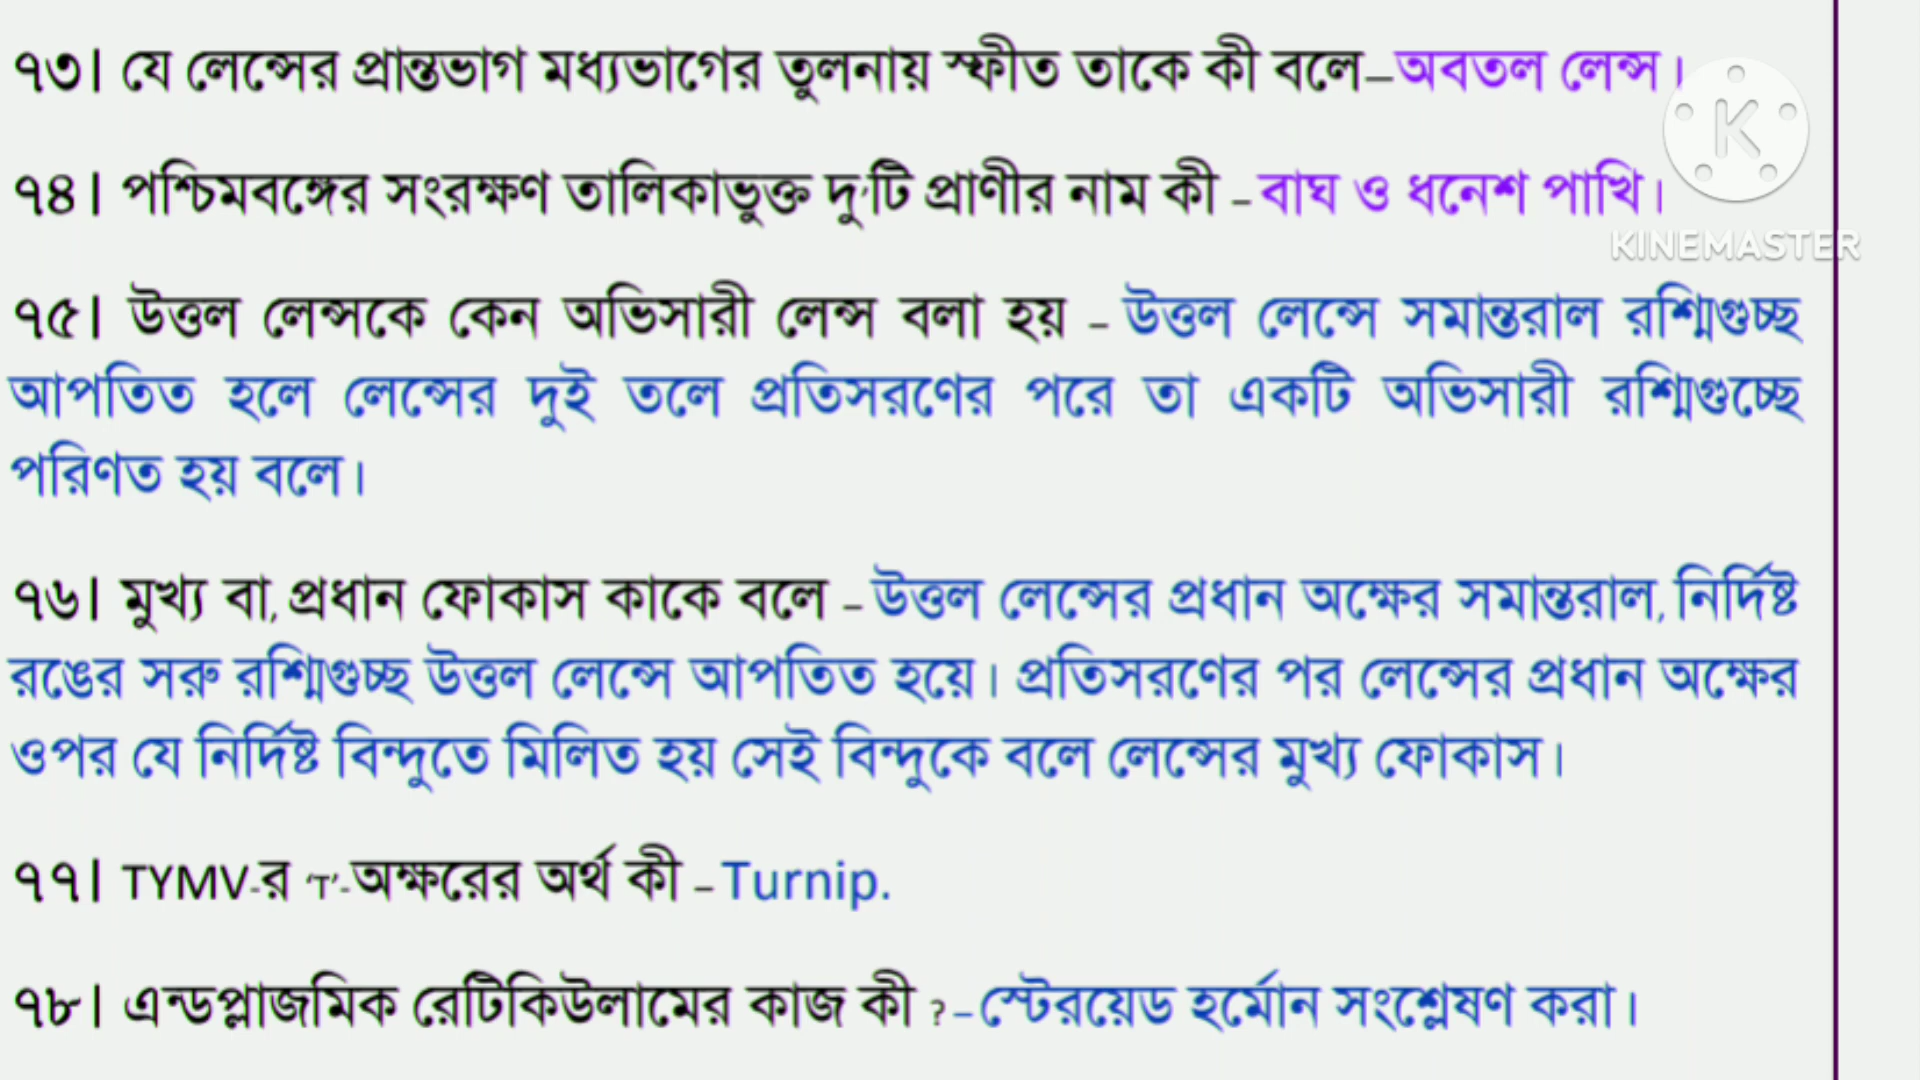 ৭৩। যে লেন্সের প্রান্তভাগ মধ্যভাগের তুলনায় স্ফীত তাকে কী বলে–অবতল লেন্স।
৭৪। পশ্চিমবঙ্গের সংরক্ষণ তালিকাভুক্ত দু'টি প্রাণীর নাম কী – বাঘ ও ধনেশ পাখি।
KINEMASTER
৭৫। উত্তল লেন্সকে কেন অভিসারী লেন্স বলা হয় – উত্তল লেন্সে সমান্তরাল রশ্মিগুচ্ছ
আপতিত হলে লেন্সের দুই তলে প্রতিসরণের পরে তা একটি অভিসারী রশ্মিগুচ্ছে
পরিণত হয় বলে।
৭৬। মুখ্য বা, প্রধান ফোকাস কাকে বলে – উত্তল লেন্সের প্রধান অক্ষের সমান্তরাল, নির্দিষ্ট
রঙের সরু রশ্মিগুচ্ছ উত্তল লেন্সে আপতিত হয়ে। প্রতিসরণের পর লেন্সের প্রধান অক্ষের
ওপর যে নির্দিষ্ট বিন্দুতে মিলিত হয় সেই বিন্দুকে বলে লেন্সের মুখ্য ফোকাস।
৭৭। TYMV-র 'T'-অক্ষরের অর্থ কী – Turnip.
৭৮। এন্ডপ্লাজমিক রেটিকিউলামের কাজ কী ? – স্টেরয়েড হর্মোন সংশ্লেষণ করা।